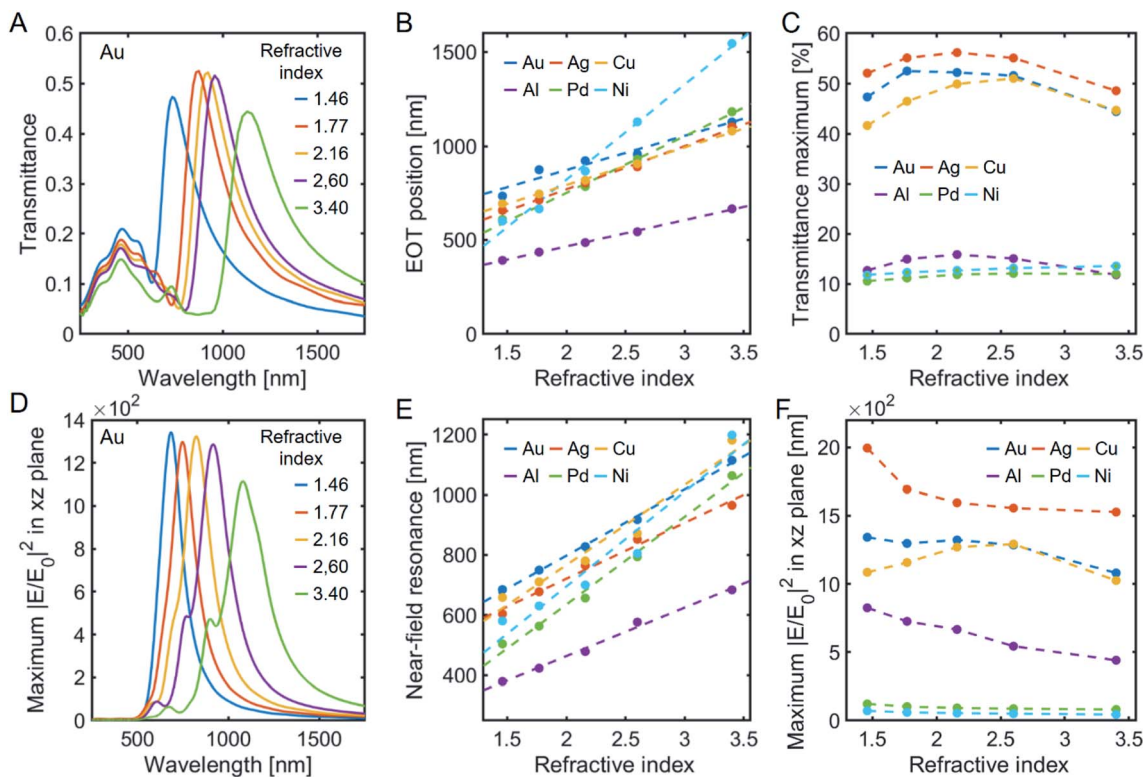 A
Au
Refractive
index
1.46
1.77
2.16
2,60
3.40
0.6
0.5
0.4
0.3
0.2
0.1
0
Transmittance
500
1000
1500
Wavelength [nm]
B
Au Ag Cu
Al Pd Ni
1500
1000
500
0
EOT position [nm]
1.5 2 2.5 3 3.5
Refractive index
C
60
50
40
30
20
10
0
Transmittance maximum [%]
Au Ag Cu
Al Pd Ni
1.5 2 2.5 3 3.5
Refractive index
D
×10²
Au
Refractive
index
1.46
1.77
2.16
2,60
3.40
14
12
10
8
6
4
2
0
Maximum |E/E₀|² in xz plane
500 1000 1500
Wavelength [nm]
E
Au Ag Cu
Al Pd Ni
1200
1000
800
600
400
Near-field resonance [nm]
1.5 2 2.5 3 3.5
Refractive index
F
×10²
Au Ag Cu
Al Pd Ni
20
15
10
5
0
Maximum |E/E₀|² in xz plane [nm]
1.5 2 2.5 3 3.5
Refractive index